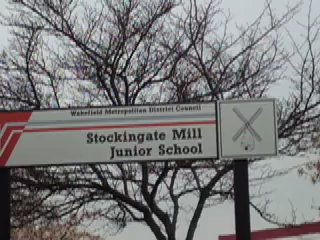 Wakefield Metropolitan District Council
Stockingate Mill
Junior School